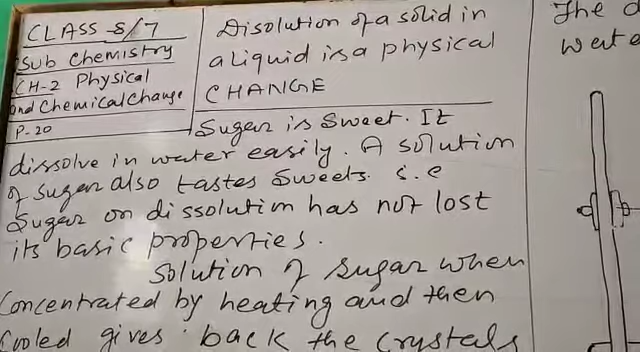 CLASS 8/7
Sub Chemistry
CH-2 Physical
and Chemical Change
P-20
Disolution of a solid in
a liquid is a physical
CHANGE
Sugar is sweet. It
dissolve in water easily. A solution
of sugar also tastes sweets. i.e
Sugar on dissolution has not lost
its basic properties.
Solution of sugar when
Concentrated by heating and then
Cooled gives back the crystals
The